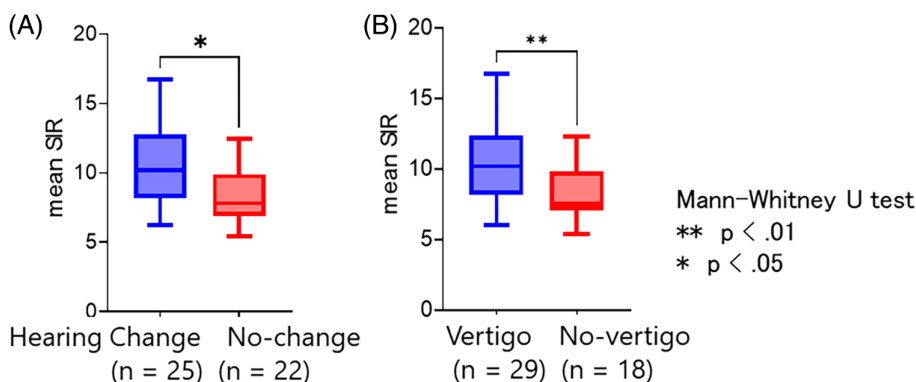 (A)
20
*
15
mean SIR
10
5
0
Hearing Change No-change
(n = 25) (n = 22)
(B)
20
**
15
mean SIR
10
5
0
Vertigo No-vertigo
(n = 29) (n = 18)
Mann-Whitney U test
** p < .01
* p < .05